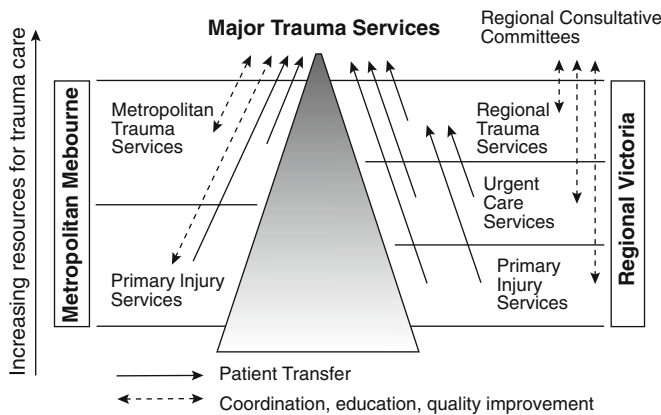 Major Trauma Services
Regional Consultative
Committees
Increasing resources for trauma care
Metropolitan Mebourne
Metropolitan
Trauma
Services
Primary Injury
Services
Regional
Trauma
Services
Urgent
Care
Services
Primary
Injury
Services
Regional Victoria
Patient Transfer
Coordination, education, quality improvement